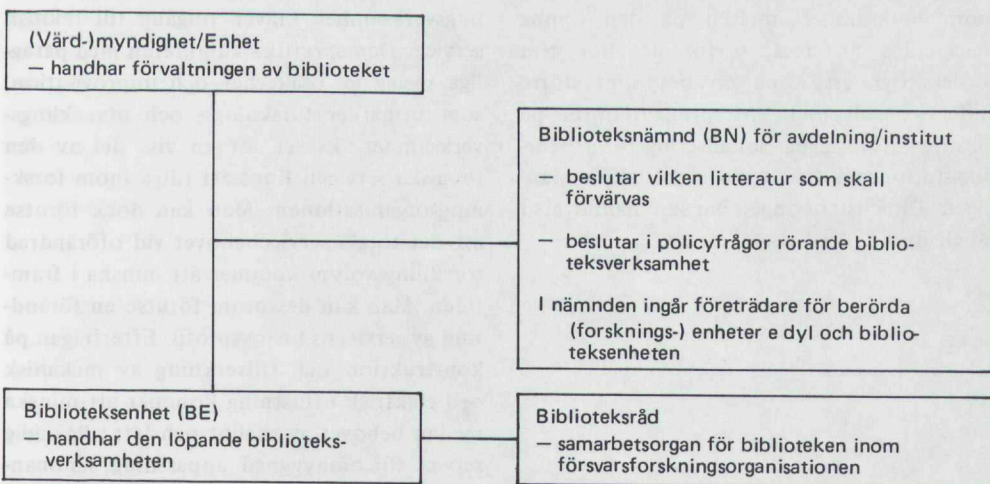 (Värd-)myndighet/Enhet
— handhar förvaltningen av biblioteket
Biblioteksnämnd (BN) för avdelning/institut
— beslutar vilken litteratur som skall
förvärvas
— beslutar i policyfrågor rörande biblio-
teksverksamhet
I nämnden ingår företrädare för berörda
(forsknings-) enheter e dyl och biblio-
teksenheten
Biblioteksenhet (BE)
— handhar den löpande biblioteks-
verksamheten
Biblioteksråd
— samarbetsorgan för biblioteken inom
försvarsforskningsorganisationen